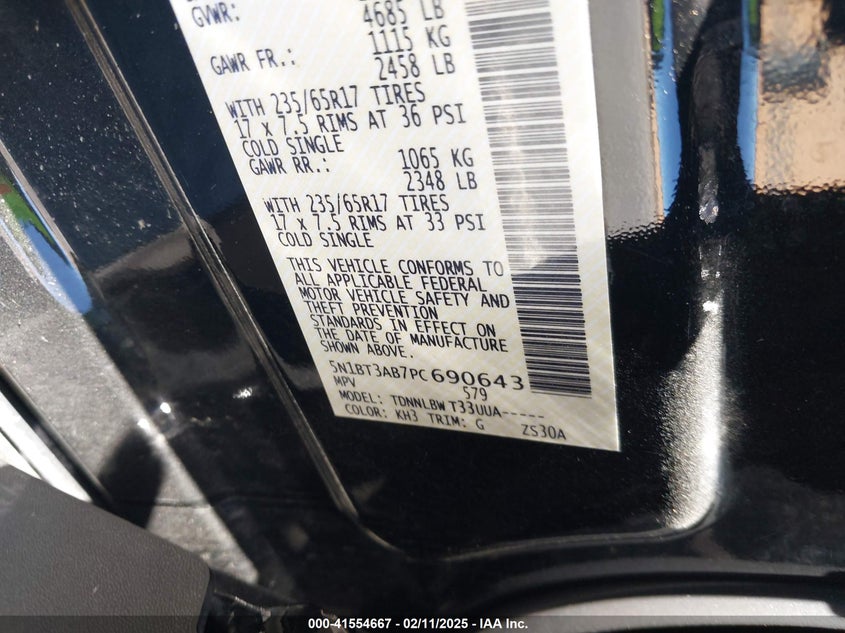 GVWR: 4685 LB
1115 KG
GAWR FR.: 2458 LB
WITH 235/65R17 TIRES
17 x 7.5 RIMS AT 36 PSI
COLD SINGLE
GAWR RR.: 1065 KG
2348 LB
WITH 235/65R17 TIRES
17 x 7.5 RIMS AT 33 PSI
COLD SINGLE
THIS VEHICLE CONFORMS TO
ALL APPLICABLE FEDERAL
MOTOR VEHICLE SAFETY AND
THEFT PREVENTION
STANDARDS IN EFFECT ON
THE DATE OF MANUFACTURE
SHOWN ABOVE.
5N1BT3AB7PC690643
MPV 579
MODEL: TDNNLBW T33UUA-----
COLOR: KH3 TRIM: G ZS30A
000-41554667 - 02/11/2025 - IAA Inc.